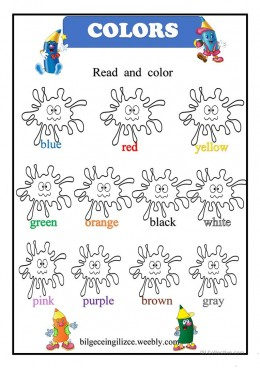 COLORS
Read and color
blue red yellow
green orange black white
pink purple brown gray
bilgeceingilizce.weebly.com